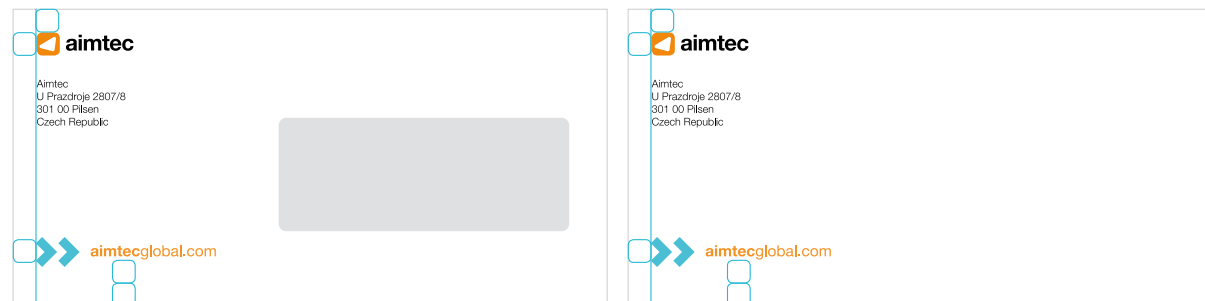 aimtec
Aimtec
U Prazdroje 2807/8
301 00 Pilsen
Czech Republic
aimtecglobal.com
aimtec
Aimtec
U Prazdroje 2807/8
301 00 Pilsen
Czech Republic
aimtecglobal.com